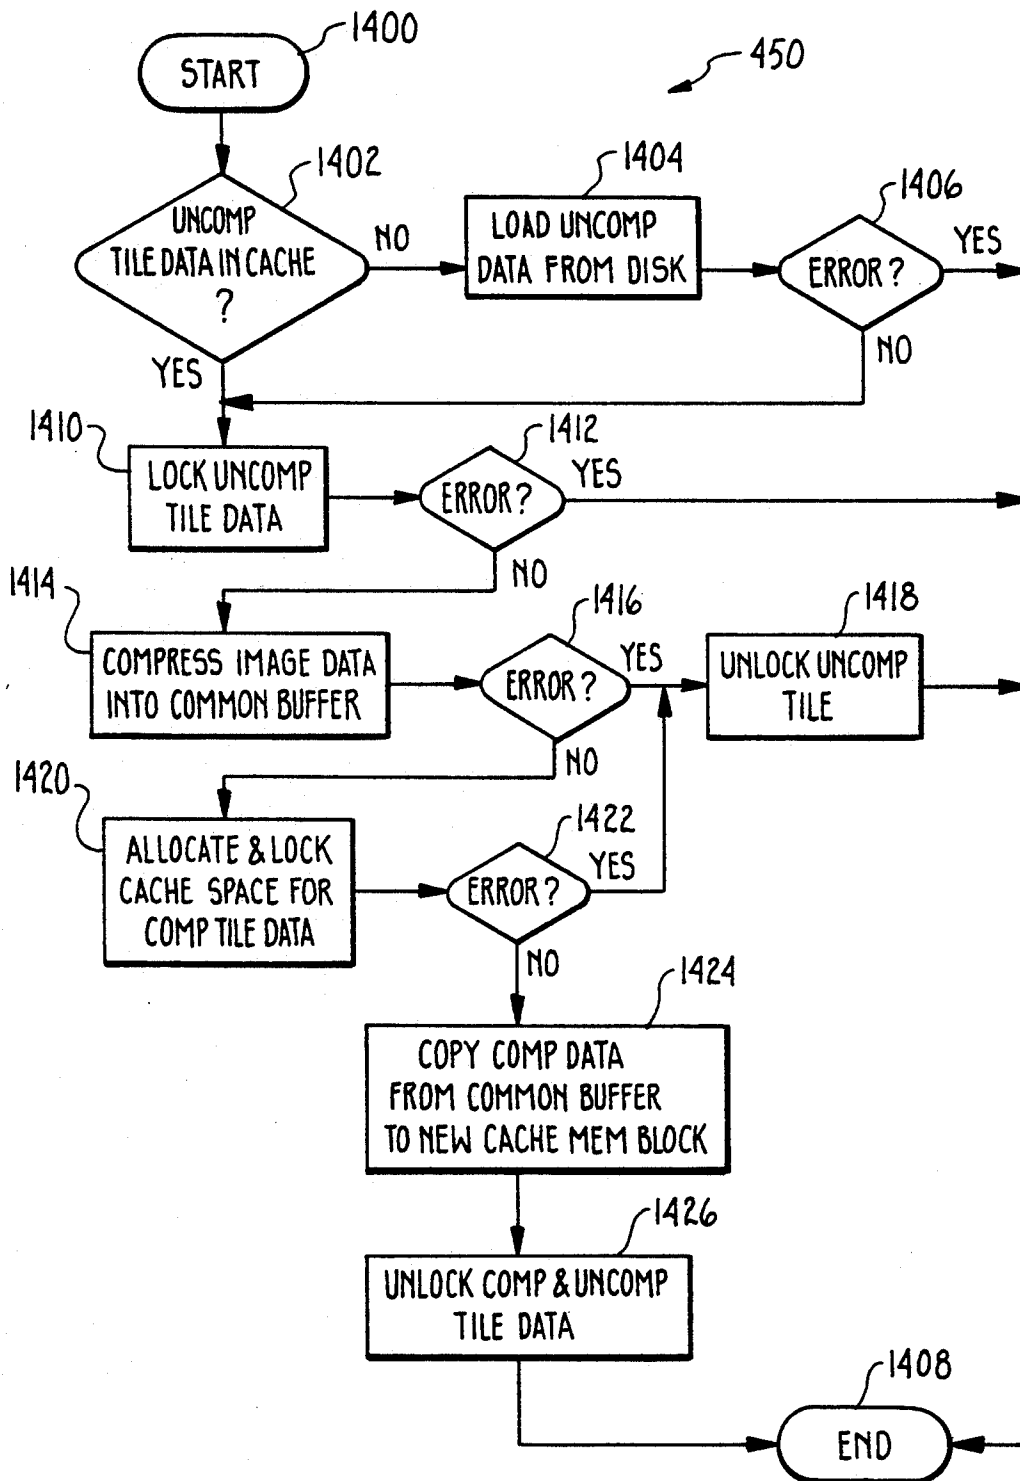 1400
START
450
1402
UNCOMP
TILE DATA IN CACHE
?
NO
YES
1404
LOAD UNCOMP
DATA FROM DISK
1406
ERROR?
YES
NO
1410
LOCK UNCOMP
TILE DATA
1412
ERROR?
YES
NO
1414
COMPRESS IMAGE DATA
INTO COMMON BUFFER
1416
ERROR?
YES
NO
1418
UNLOCK UNCOMP
TILE
1420
ALLOCATE & LOCK
CACHE SPACE FOR
COMP TILE DATA
1422
ERROR?
YES
NO
1424
COPY COMP DATA
FROM COMMON BUFFER
TO NEW CACHE MEM BLOCK
1426
UNLOCK COMP & UNCOMP
TILE DATA
1408
END